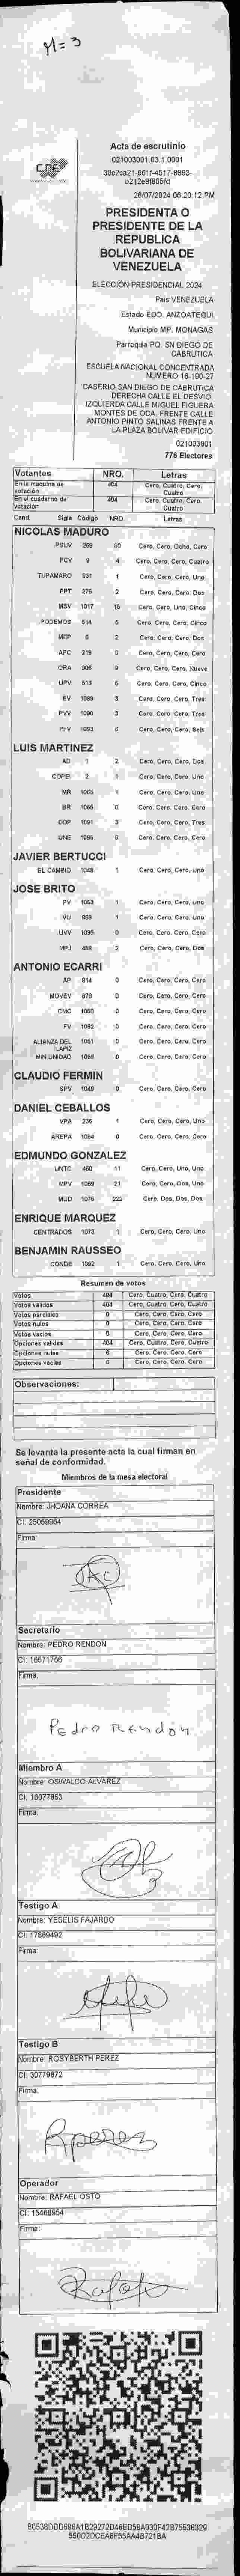 M=3
CNE
Acta de escrutinio
021003001.03.1.0001
28/07/2024 08:20:12 PM
PRESIDENTA O
PRESIDENTE DE LA
REPUBLICA
BOLIVARIANA DE
VENEZUELA
ELECCIÓN PRESIDENCIAL 2024
Pais VENEZUELA
Estado EDO. ANZOATEGUI
Municipio MP. MONAGAS
Parroquia PQ. SN DIEGO DE
CABRUTICA
ESCUELA NACIONAL CONCENTRADA
NUMERO 16-190-27
CASERIO SAN DIEGO DE CABRUTICA
DERECHA CALLE EL DESVIO
IZQUIERDA CALLE MIGUEL FIGUERA
MONTES DE OCA. FRENTE CALLE
ANTONIO PINTO SALINAS FRENTE A
LA PLAZA BOLIVAR EDIFICIO
021003001
776 Electores
Votantes NRO. Letras
En la maquina de votación 404 Cero, Cuatro, Cero, Cuatro
En el cuaderno de votación 404 Cero, Cuatro, Cero, Cuatro
Cand Siglo Código NRO. Letras
NICOLAS MADURO
PSUV 269 80 Cero, Cero, Ocho, Cero
PCV 9 4 Cero, Cero, Cero, Cuatro
TUPAMARO 931 1 Cero, Cero, Cero, Uno
PPT 276 2 Cero, Cero, Cero, Dos
MSV 1017 15 Cero, Cero, Uno, Cinco
PODEMOS 514 5 Cero, Cero, Cero, Cinco
MEP 6 2 Cero, Cero, Cero, Dos
APC 219 0 Cero, Cero, Cero, Cero
ORA 905 9 Cero, Cero, Cero, Nueve
UPV 513 5 Cero, Cero, Cero, Cinco
EV 1089 3 Cero, Cero, Cero, Tres
PVV 1090 3 Cero, Cero, Cero, Tres
PFV 1093 6 Cero, Cero, Cero, Seis
LUIS MARTINEZ
AD 1 2 Cero, Cero, Cero, Dos
COPEI 2 1 Cero, Cero, Cero, Uno
MR 1065 1 Cero, Cero, Cero, Uno
BR 1066 0 Cero, Cero, Cero, Cero
DDP 1091 3 Cero, Cero, Cero, Tres
UNE 1096 0 Cero, Cero, Cero, Cero
JAVIER BERTUCCI
EL CAMBIO 1048 1 Cero, Cero, Cero, Uno
JOSE BRITO
PV 1053 1 Cero, Cero, Cero, Uno
VU 968 1 Cero, Cero, Cero, Uno
UVV 1095 0 Cero, Cero, Cero, Cero
MPJ 458 2 Cero, Cero, Cero, Dos
ANTONIO ECARRI
AP 814 0 Cero, Cero, Cero, Cero
MOVEV 878 0 Cero, Cero, Cero, Cero
CMC 1060 0 Cero, Cero, Cero, Cero
FV 1082 0 Cero, Cero, Cero, Cero
ALIANZA DEL LAPIZ 1061 0 Cero, Cero, Cero, Cero
MIN UNIDAD 1088 0 Cero, Cero, Cero, Cero
CLAUDIO FERMIN
SPV 1049 0 Cero, Cero, Cero, Cero
DANIEL CEBALLOS
VPA 236 1 Cero, Cero, Cero, Uno
AREPA 1094 0 Cero, Cero, Cero, Cero
EDMUNDO GONZALEZ
UNTC 460 11 Cero, Cero, Uno, Uno
MPV 1069 21 Cero, Cero, Dos, Uno
MUD 1076 222 Cero, Dos, Dos, Dos
ENRIQUE MARQUEZ
CENTRADOS 1073 1 Cero, Cero, Cero, Uno
BENJAMIN RAUSSEO
CONDE 1092 1 Cero, Cero, Cero, Uno
Resumen de votos
Votos 404 Cero, Cuatro, Cero, Cuatro
Votos válidos 404 Cero, Cuatro, Cero, Cuatro
Votos parciales 0 Cero, Cero, Cero, Cero
Votos nulos 0 Cero, Cero, Cero, Cero
Votos vacios 0 Cero, Cero, Cero, Cero
Opciones validas 404 Cero, Cuatro, Cero, Cuatro
Opciones nulas 0 Cero, Cero, Cero, Cero
Opciones vacias 0 Cero, Cero, Cero, Cero
Observaciones:
Se levanta la presente acta la cual firman en
señal de conformidad.
Miembros de la mesa electoral
Presidente
Nombre: JHOANA CORREA
CI: 25059964
Firma:
Secretario
Nombre: PEDRO RENDON
CI: 16571766
Firma:
Pedro Rendón
Miembro A
Nombre: OSWALDO ALVAREZ
CI: 18077853
Firma:
Testigo A
Nombre: YESELIS FAJARDO
CI: 17869492
Firma:
Testigo B
Nombre: ROSYBERTH PEREZ
CI: 30779872
Firma:
Operador
Nombre: RAFAEL OSTO
CI: 15468954
Firma: